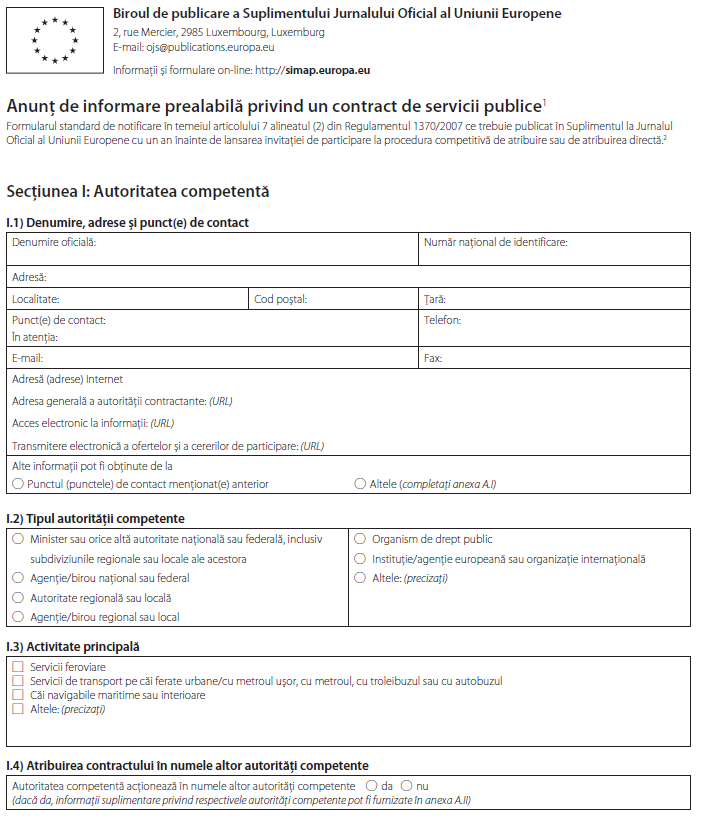 Biroul de publicare a Suplimentului Jurnalului Oficial al Uniunii Europene
2, rue Mercier, 2985 Luxembourg, Luxemburg
E-mail: ojs@publications.europa.eu
Informaţii şi formulare on-line: http://simap.europa.eu
Anunț de informare prealabilă privind un contract de servicii publice¹
Formularul standard de notificare în temeiul articolului 7 alineatul (2) din Regulamentul 1370/2007 ce trebuie publicat în Suplimentul la Jurnalul
Oficial al Uniunii Europene cu un an înainte de lansarea invitației de participare la procedura competitivă de atribuire sau de atribuirea directă.²
Secțiunea I: Autoritatea competentă
I.1) Denumire, adrese și punct(e) de contact
Denumire oficială:
Număr național de identificare:
Adresă:
Localitate:
Cod poştal:
Ţară:
Punct(e) de contact:
În atenția:
Telefon:
E-mail:
Fax:
Adresă (adrese) Internet
Adresa generală a autorității contractante: (URL)
Acces electronic la informații: (URL)
Transmitere electronică a ofertelor şi a cererilor de participare: (URL)
Alte informații pot fi obținute de la
Punctul (punctele) de contact menționat(e) anterior
Altele (completați anexa A.I)
I.2) Tipul autorității competente
Minister sau orice altă autoritate națională sau federală, inclusiv
subdiviziunile regionale sau locale ale acestora
Agenție/birou național sau federal
Autoritate regională sau locală
Agenție/birou regional sau local
Organism de drept public
Instituție/agenție europeană sau organizație internațională
Altele: (precizați)
I.3) Activitate principală
Servicii feroviare
Servicii de transport pe căi ferate urbane/cu metroul uşor, cu metroul, cu troleibuzul sau cu autobuzul
Căi navigabile maritime sau interioare
Altele: (precizați)
I.4) Atribuirea contractului în numele altor autorități competente
Autoritatea competentă acționează în numele altor autorități competente da nu
(dacă da, informații suplimentare privind respectivele autorități competente pot fi furnizate în anexa A.II)